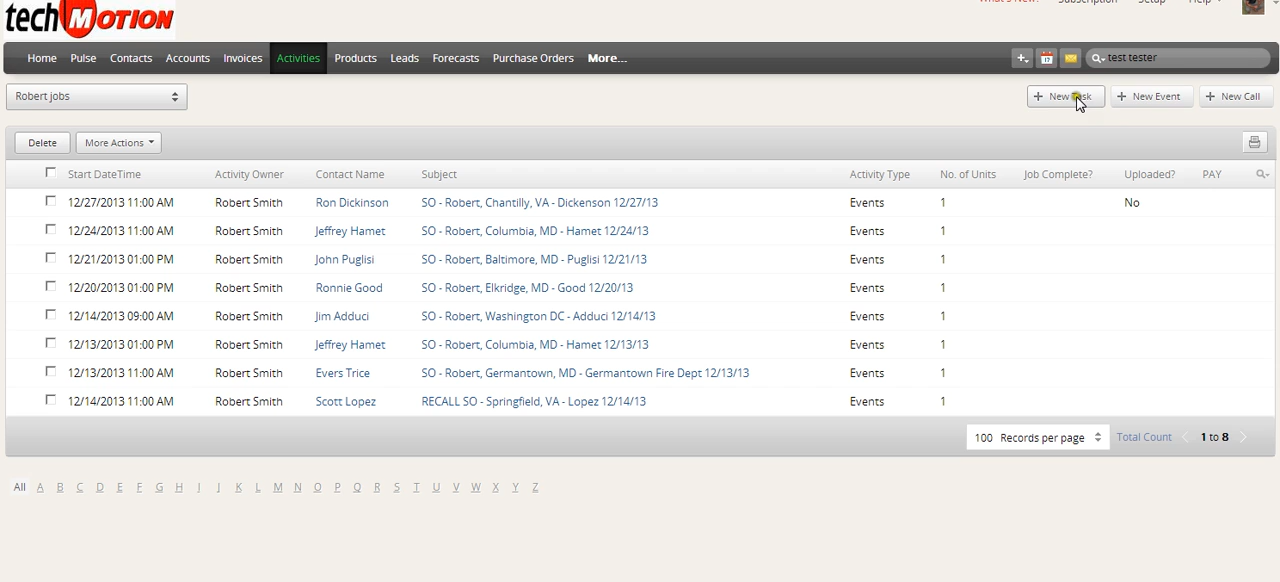 What's New? Subscription Setup Help
tech MOTION
Home Pulse Contacts Accounts Invoices Activities Products Leads Forecasts Purchase Orders More... test tester
Robert jobs + New Task + New Event + New Call
Delete More Actions
Start DateTime Activity Owner Contact Name Subject Activity Type No. of Units Job Complete? Uploaded? PAY
12/27/2013 11:00 AM Robert Smith Ron Dickinson SO - Robert, Chantilly, VA - Dickenson 12/27/13 Events 1 No
12/24/2013 11:00 AM Robert Smith Jeffrey Hamet SO - Robert, Columbia, MD - Hamet 12/24/13 Events 1
12/21/2013 01:00 PM Robert Smith John Puglisi SO - Robert, Baltimore, MD - Puglisi 12/21/13 Events 1
12/20/2013 01:00 PM Robert Smith Ronnie Good SO - Robert, Elkridge, MD - Good 12/20/13 Events 1
12/14/2013 09:00 AM Robert Smith Jim Adduci SO - Robert, Washington DC - Adduci 12/14/13 Events 1
12/13/2013 01:00 PM Robert Smith Jeffrey Hamet SO - Robert, Columbia, MD - Hamet 12/13/13 Events 1
12/13/2013 11:00 AM Robert Smith Evers Trice SO - Robert, Germantown, MD - Germantown Fire Dept 12/13/13 Events 1
12/14/2013 11:00 AM Robert Smith Scott Lopez RECALL SO - Springfield, VA - Lopez 12/14/13 Events 1
100 Records per page Total Count 1 to 8
All A B C D E F G H I J K L M N O P Q R S T U V W X Y Z